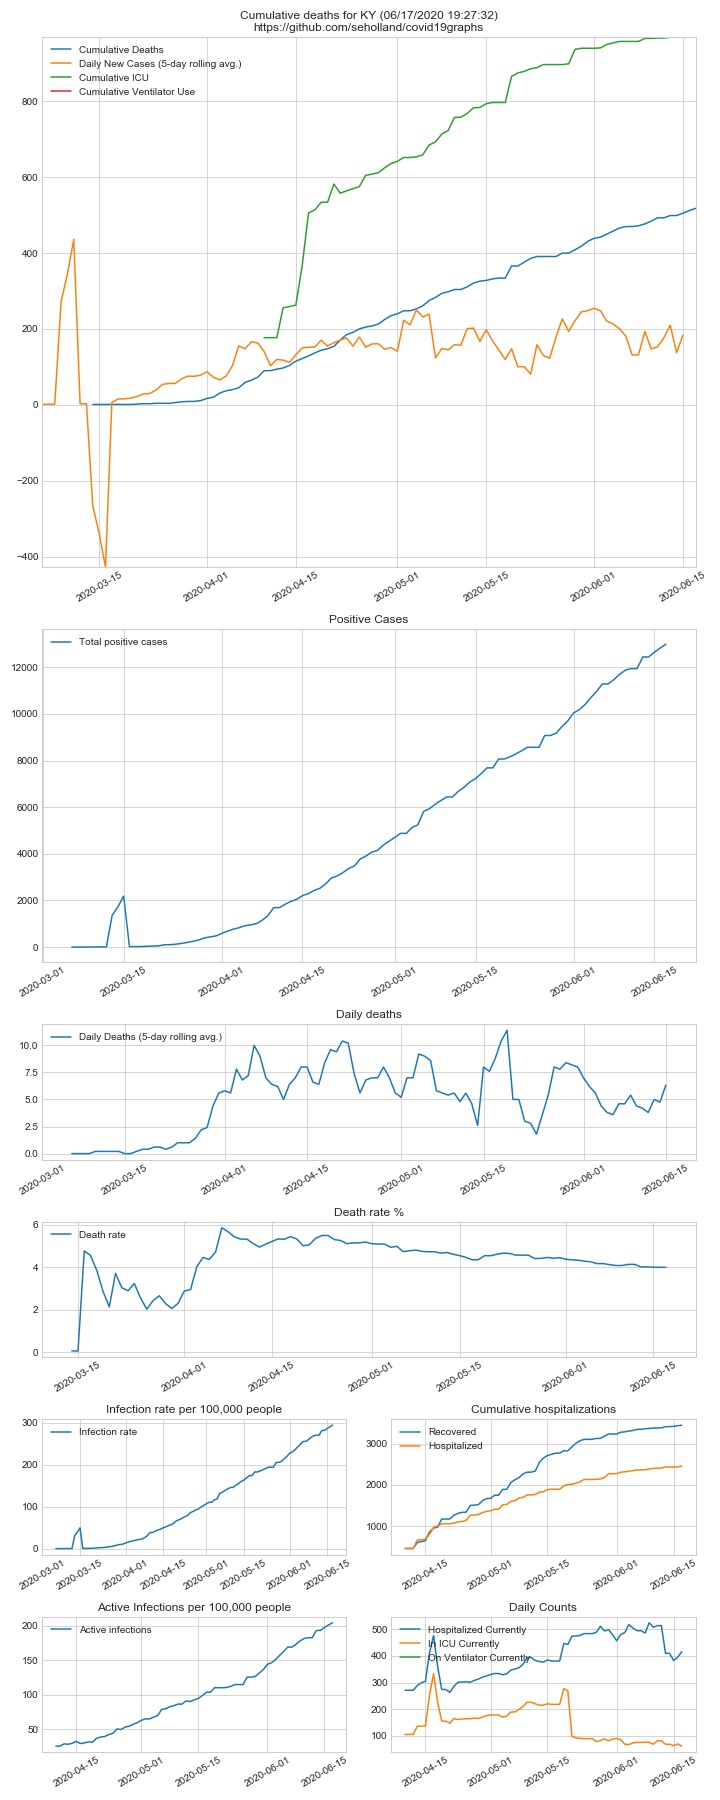 Cumulative deaths for KY (06/17/2020 19:27:32)
https://github.com/seholland/covid19graphs
Cumulative Deaths
Daily New Cases (5-day rolling avg.)
Cumulative ICU
Cumulative Ventilator Use
800
600
400
200
0
−200
−400
2020-03-15 2020-04-01 2020-04-15 2020-05-01 2020-05-15 2020-06-01 2020-06-15
Positive Cases
Total positive cases
12000
10000
8000
6000
4000
2000
0
2020-03-01 2020-03-15 2020-04-01 2020-04-15 2020-05-01 2020-05-15 2020-06-01 2020-06-15
Daily deaths
Daily Deaths (5-day rolling avg.)
10.0
7.5
5.0
2.5
0.0
2020-03-01 2020-03-15 2020-04-01 2020-04-15 2020-05-01 2020-05-15 2020-06-01 2020-06-15
Death rate %
Death rate
6
4
2
0
2020-03-15 2020-04-01 2020-04-15 2020-05-01 2020-05-15 2020-06-01 2020-06-15
Infection rate per 100,000 people
Infection rate
300
200
100
0
2020-03-01 2020-03-15 2020-04-01 2020-04-15 2020-05-01 2020-05-15 2020-06-01 2020-06-15
Cumulative hospitalizations
Recovered
Hospitalized
3000
2000
1000
2020-04-15 2020-05-01 2020-05-15 2020-06-01 2020-06-15
Active Infections per 100,000 people
Active infections
200
150
100
50
2020-04-15 2020-05-01 2020-05-15 2020-06-01 2020-06-15
Daily Counts
Hospitalized Currently
In ICU Currently
On Ventilator Currently
500
400
300
200
100
2020-04-15 2020-05-01 2020-05-15 2020-06-01 2020-06-15